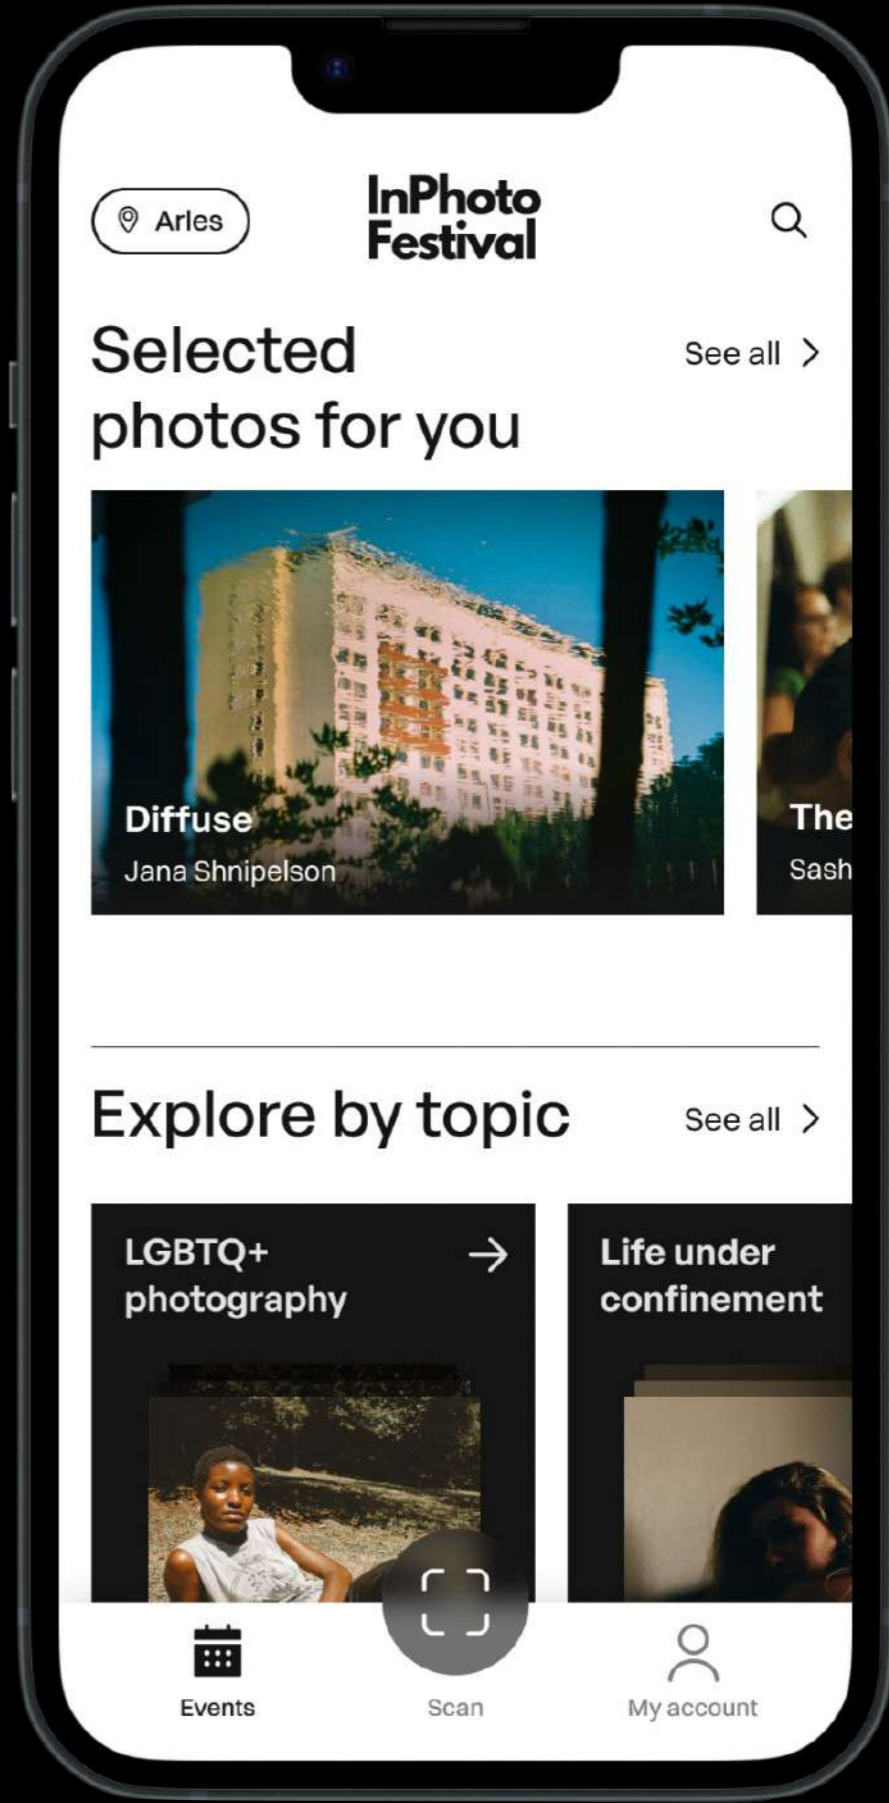 Arles
InPhoto
Festival
Selected
photos for you
See all
Diffuse
Jana Shnipelson
The
Sash
Explore by topic
See all
LGBTQ+
photography
Life under
confinement
Events
Scan
My account